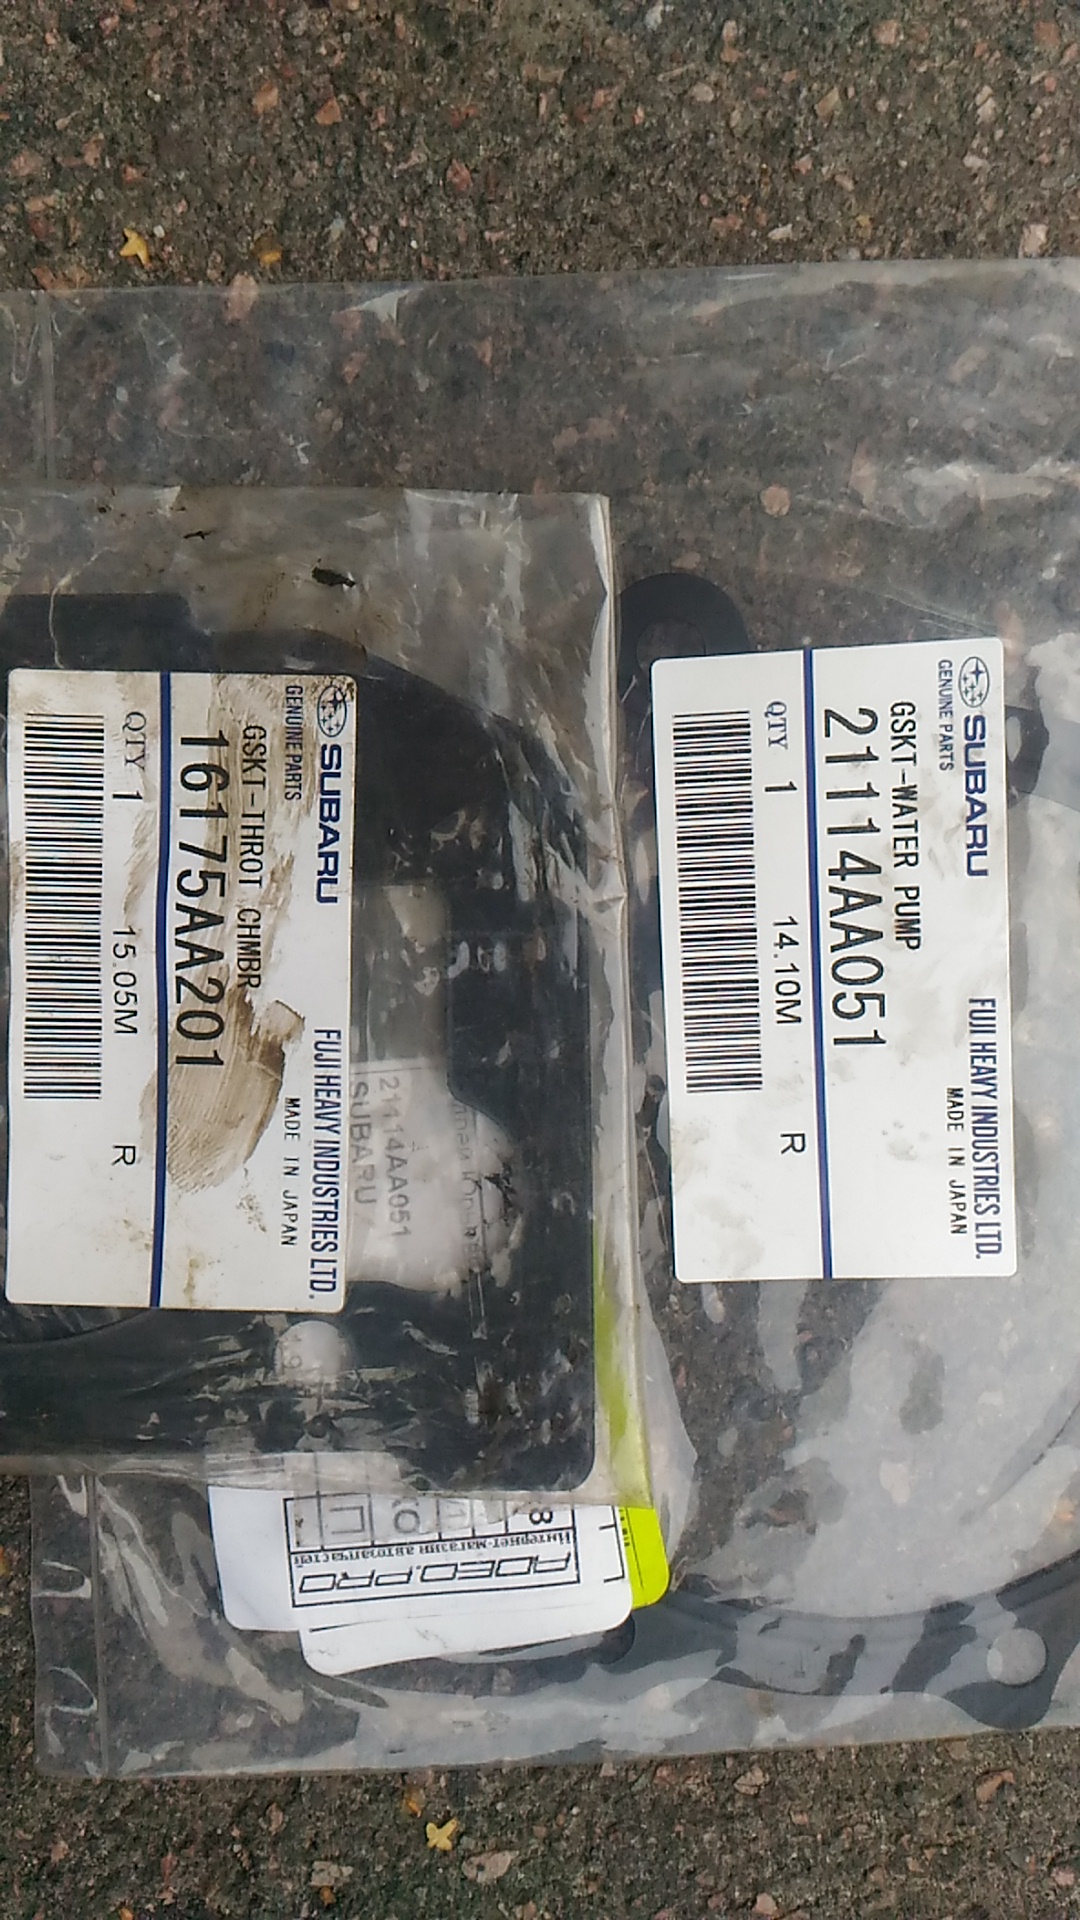 SUBARU
GENUINE PARTS
FUJI HEAVY INDUSTRIES LTD.
MADE IN JAPAN
GSKT-THROT CHMBR
16175AA201
QTY 1 15.05M R
SUBARU
GENUINE PARTS
FUJI HEAVY INDUSTRIES LTD.
MADE IN JAPAN
GSKT-WATER PUMP
21114AA051
QTY 1 14.10M R
21114AA051
SUBARU
ADEO.PRO
Интернет-магазин автозапчастей